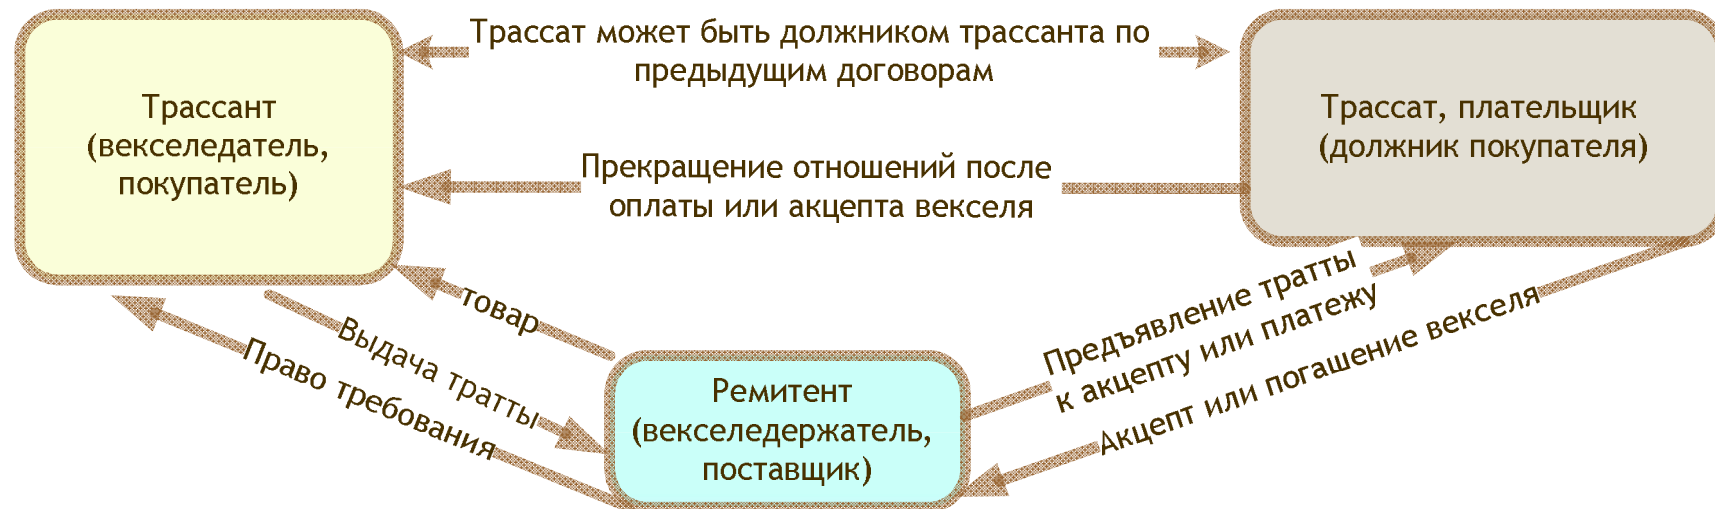 Трассат может быть должником трассанта по
предыдущим договорам
Трассант
(векселедатель,
покупатель)
Трассат, плательщик
(должник покупателя)
Прекращение отношений после
оплаты или акцепта векселя
товар
Выдача тратты
Право требования
Предъявление тратты
к акцепту или платежу
Акцепт или погашение векселя
Ремитент
(векселедержатель,
поставщик)